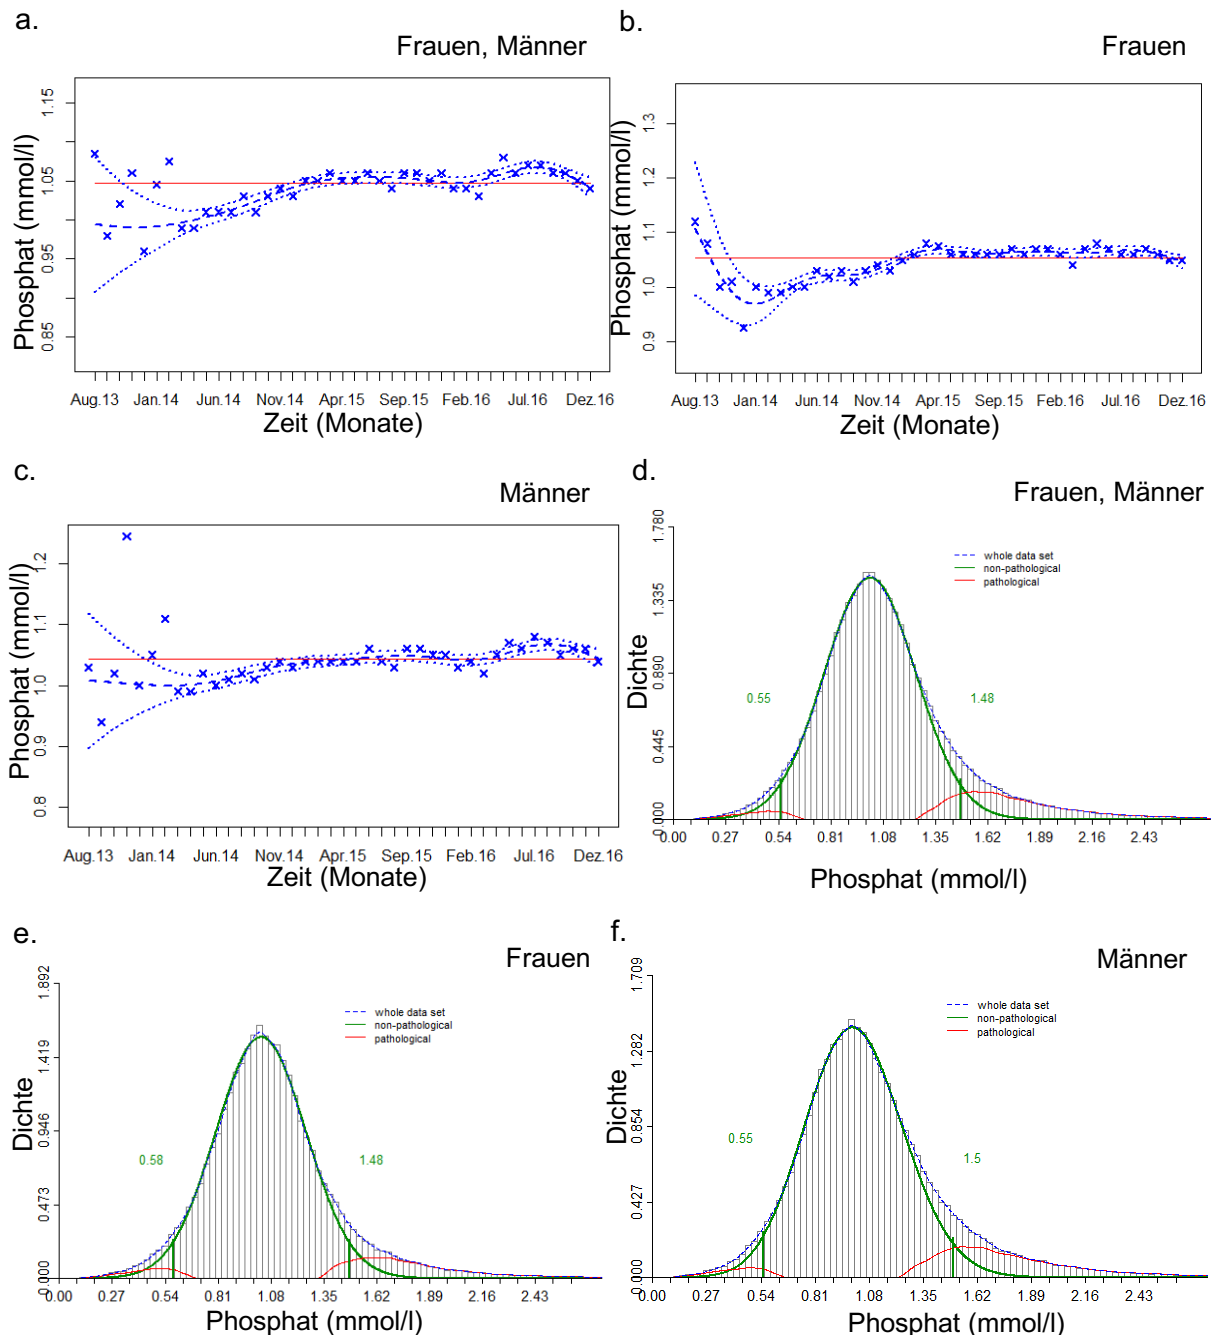 a.
Frauen, Männer
Phosphat (mmol/l)
1.15
1.05
0.95
0.85
Aug.13 Jan.14 Jun.14 Nov.14 Apr.15 Sep.15 Feb.16 Jul.16 Dez.16
Zeit (Monate)
b.
Frauen
Phosphat (mmol/l)
1.3
1.2
1.1
1.0
0.9
Aug.13 Jan.14 Jun.14 Nov.14 Apr.15 Sep.15 Feb.16 Jul.16 Dez.16
Zeit (Monate)
c.
Männer
Phosphat (mmol/l)
1.2
1.1
1.0
0.9
0.8
Aug.13 Jan.14 Jun.14 Nov.14 Apr.15 Sep.15 Feb.16 Jul.16 Dez.16
Zeit (Monate)
d.
Frauen, Männer
Dichte
1.780
1.335
0.890
0.445
0.000
whole data set
non-pathological
pathological
0.55
1.48
0.00 0.27 0.54 0.81 1.08 1.35 1.62 1.89 2.16 2.43
Phosphat (mmol/l)
e.
Frauen
Dichte
1.892
1.419
0.946
0.473
0.000
whole data set
non-pathological
pathological
0.58
1.48
0.00 0.27 0.54 0.81 1.08 1.35 1.62 1.89 2.16 2.43
Phosphat (mmol/l)
f.
Männer
Dichte
1.709
1.282
0.854
0.427
0.000
whole data set
non-pathological
pathological
0.55
1.5
0.00 0.27 0.54 0.81 1.08 1.35 1.62 1.89 2.16 2.43
Phosphat (mmol/l)